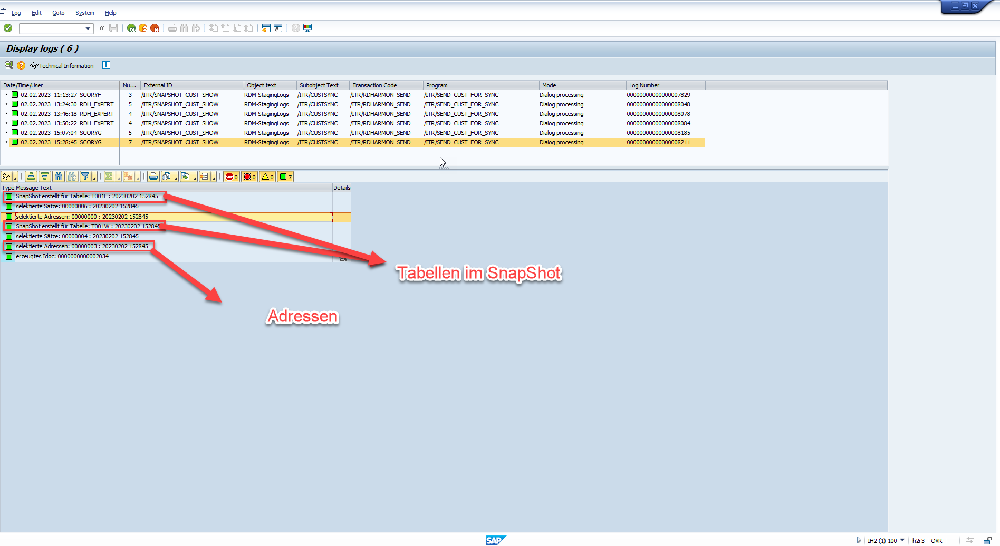 Log Edit Goto System Help
«
Display logs ( 6 )
Technical Information
Date/Time/User Nu... External ID Object text Subobject Text Transaction Code Program Mode Log Number
02.02.2023 11:13:27 SCORYF 3 /ITR/SNAPSHOT_CUST_SHOW RDM-StagingLogs /ITR/CUSTSYNC /ITR/RDHARMON_SEND /ITR/SEND_CUST_FOR_SYNC Dialog processing 00000000000000007829
02.02.2023 13:24:30 RDH_EXPERT 5 /ITR/SNAPSHOT_CUST_SHOW RDM-StagingLogs /ITR/CUSTSYNC /ITR/RDHARMON_SEND /ITR/SEND_CUST_FOR_SYNC Dialog processing 00000000000000008048
02.02.2023 13:46:18 RDH_EXPERT 4 /ITR/SNAPSHOT_CUST_SHOW RDM-StagingLogs /ITR/CUSTSYNC /ITR/RDHARMON_SEND /ITR/SEND_CUST_FOR_SYNC Dialog processing 00000000000000008078
02.02.2023 13:50:22 RDH_EXPERT 4 /ITR/SNAPSHOT_CUST_SHOW RDM-StagingLogs /ITR/CUSTSYNC /ITR/RDHARMON_SEND /ITR/SEND_CUST_FOR_SYNC Dialog processing 00000000000000008084
02.02.2023 15:07:04 SCORYG 5 /ITR/SNAPSHOT_CUST_SHOW RDM-StagingLogs /ITR/CUSTSYNC /ITR/RDHARMON_SEND /ITR/SEND_CUST_FOR_SYNC Dialog processing 00000000000000008185
02.02.2023 15:28:45 SCORYG 7 /ITR/SNAPSHOT_CUST_SHOW RDM-StagingLogs /ITR/CUSTSYNC /ITR/RDHARMON_SEND /ITR/SEND_CUST_FOR_SYNC Dialog processing 00000000000000008211
STOP 0 0 0 7
Type Message Text Details
SnapShot erstellt für Tabelle: T001L : 20230202 152845
selektierte Sätze: 00000006 : 20230202 152845
selektierte Adressen: 00000000 : 20230202 152845
SnapShot erstellt für Tabelle: T001W : 20230202 152845
selektierte Sätze: 00000004 : 20230202 152845
selektierte Adressen: 00000003 : 20230202 152845
erzeugtes Idoc: 0000000000002034
Tabellen im SnapShot
Adressen
SAP IH2 (1) 100 ih2r3 OVR